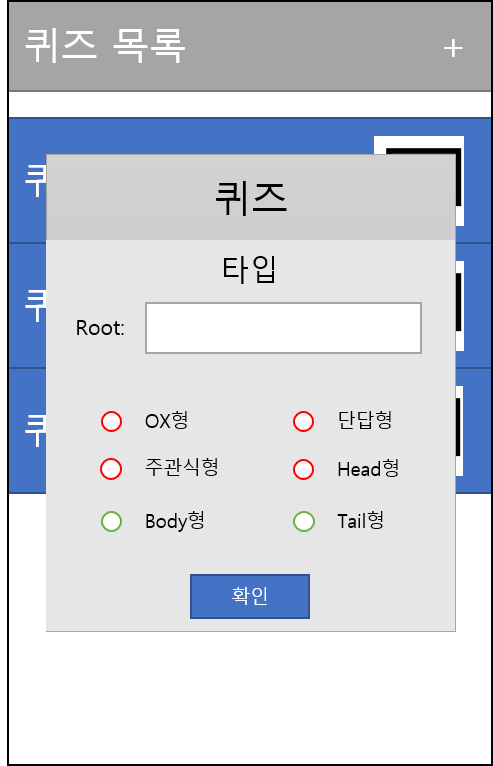 퀴즈 목록 +
퀴즈
타입
Root:
OX형 단답형
주관식형 Head형
Body형 Tail형
확인